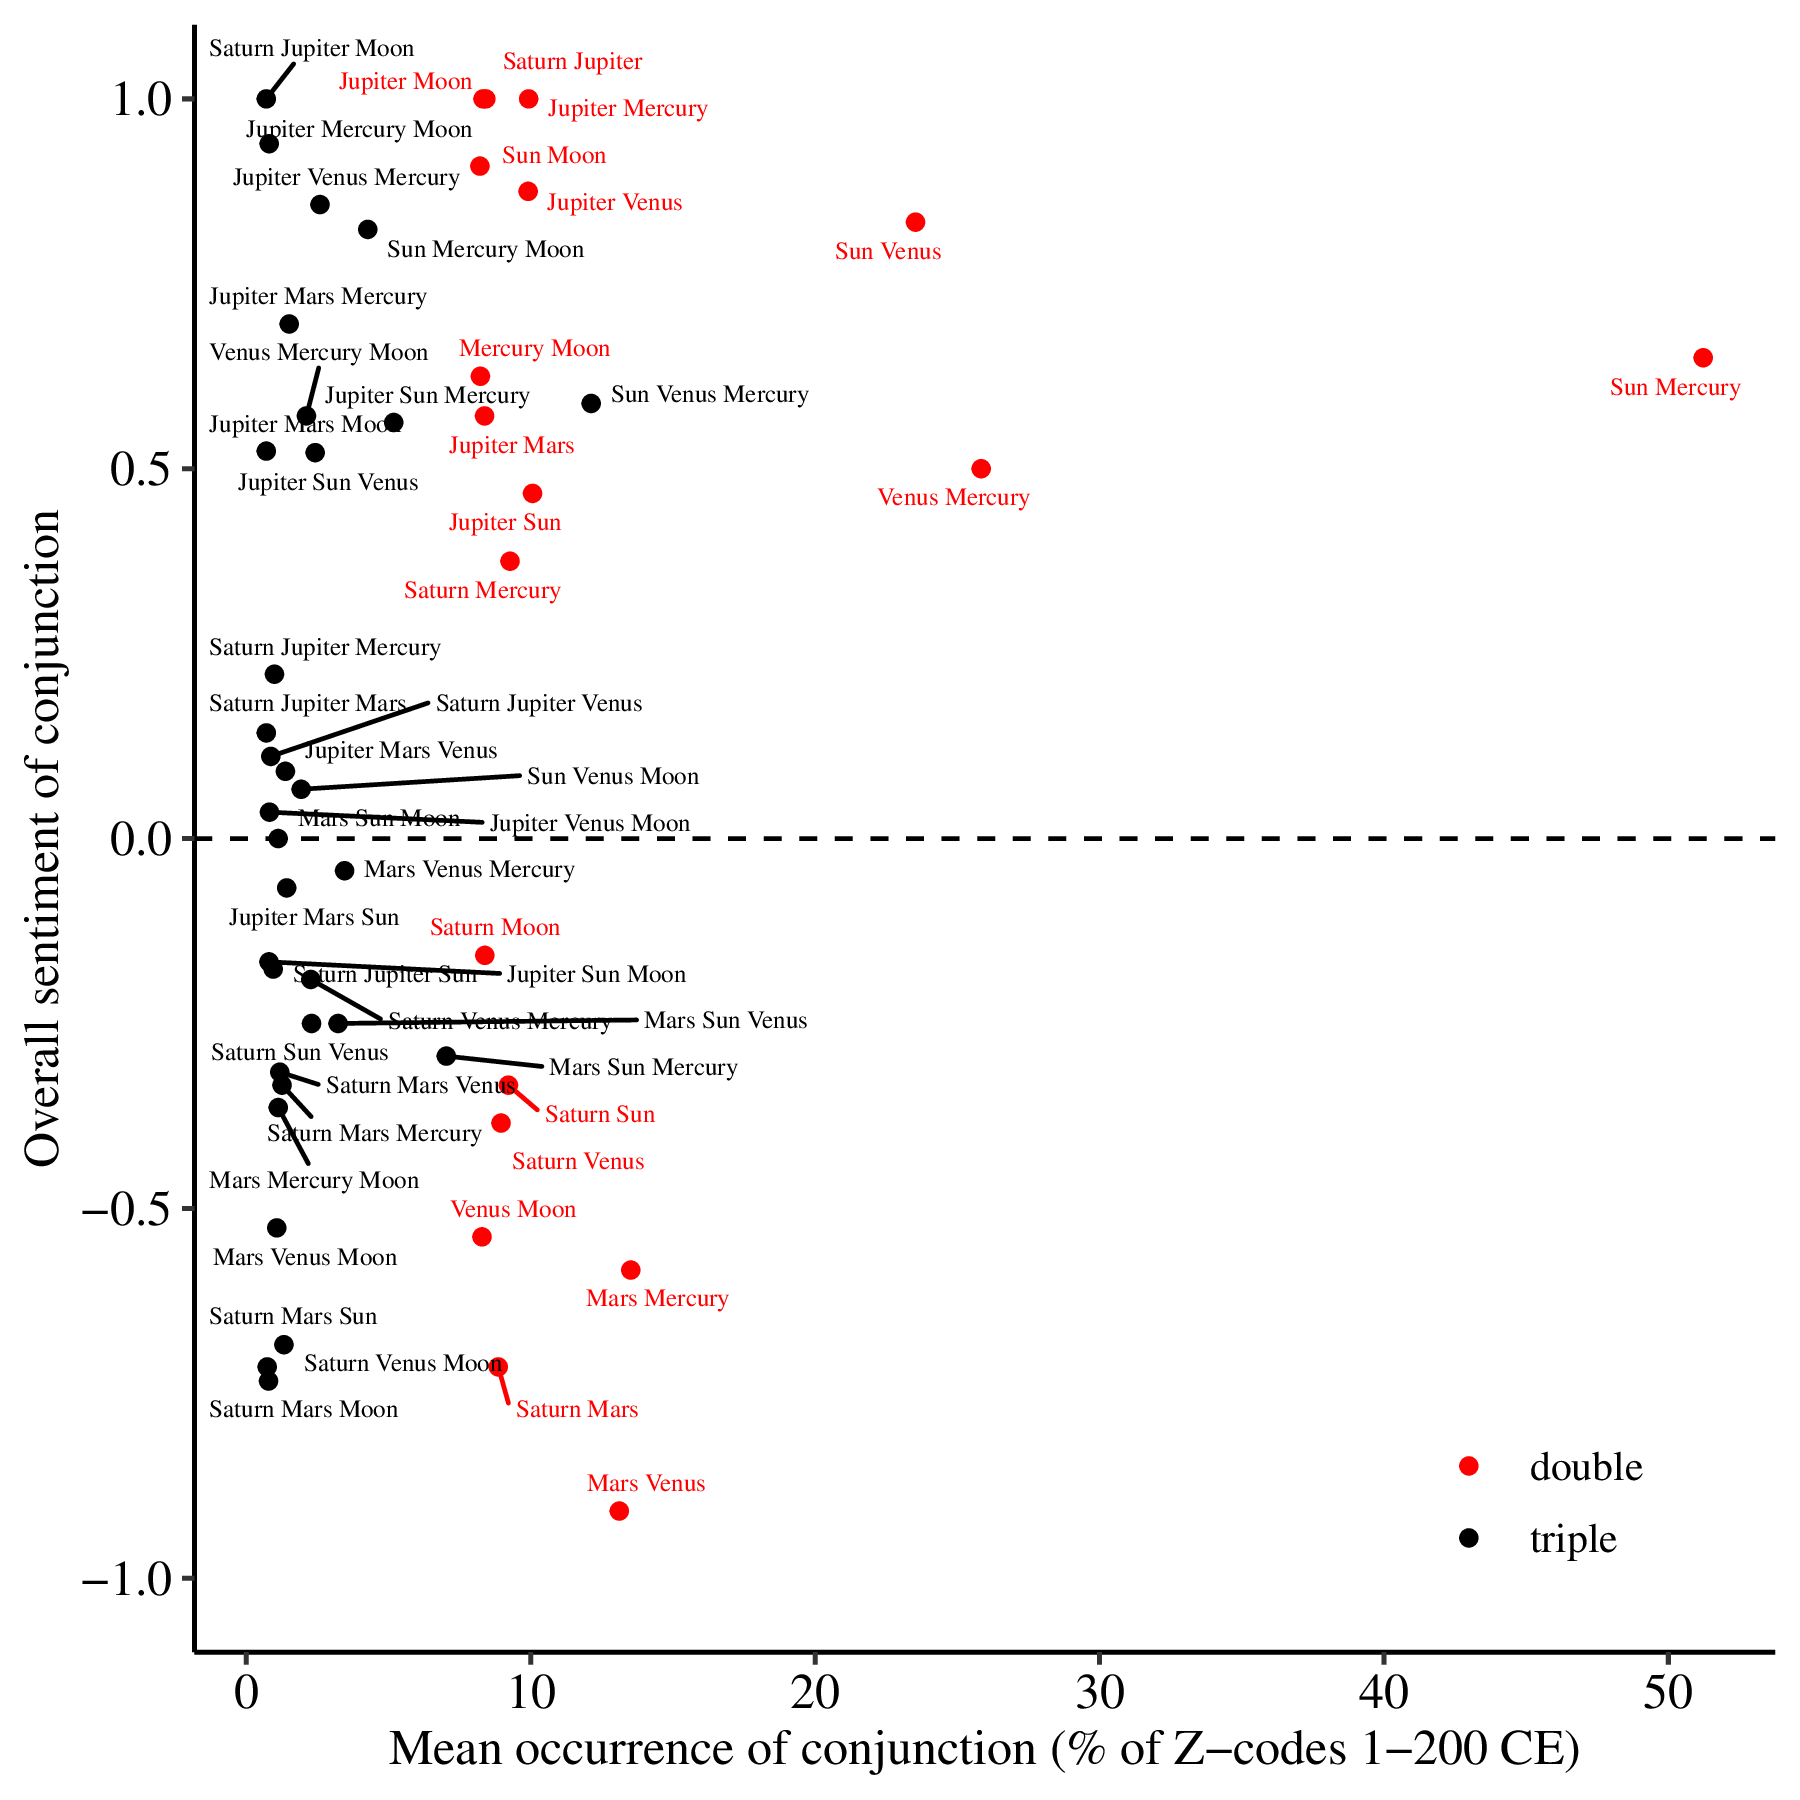 Saturn Jupiter Moon
Saturn Jupiter
Jupiter Moon
1.0
Jupiter Mercury
Jupiter Mercury Moon
Sun Moon
Jupiter Venus Mercury
Jupiter Venus
Sun Mercury Moon
Sun Venus
Jupiter Mars Mercury
Mercury Moon
Venus Mercury Moon
Sun Mercury
Jupiter Sun Mercury
Sun Venus Mercury
Jupiter Mars Moon
Jupiter Mars
0.5
Jupiter Sun Venus
Venus Mercury
Jupiter Sun
Saturn Mercury
Saturn Jupiter Mercury
Saturn Jupiter Mars
Saturn Jupiter Venus
Jupiter Mars Venus
Sun Venus Moon
Mars Sun Moon
Jupiter Venus Moon
0.0
Mars Venus Mercury
Jupiter Mars Sun
Saturn Moon
Saturn Jupiter Sun
Jupiter Sun Moon
Saturn Venus Mercury
Mars Sun Venus
Saturn Sun Venus
Mars Sun Mercury
Saturn Mars Venus
Saturn Sun
Saturn Mars Mercury
Saturn Venus
Mars Mercury Moon
Venus Moon
−0.5
Mars Venus Moon
Mars Mercury
Saturn Mars Sun
Saturn Venus Moon
Saturn Mars Moon
Saturn Mars
Mars Venus
double
triple
−1.0
Overall sentiment of conjunction
0 10 20 30 40 50
Mean occurrence of conjunction (% of Z−codes 1−200 CE)